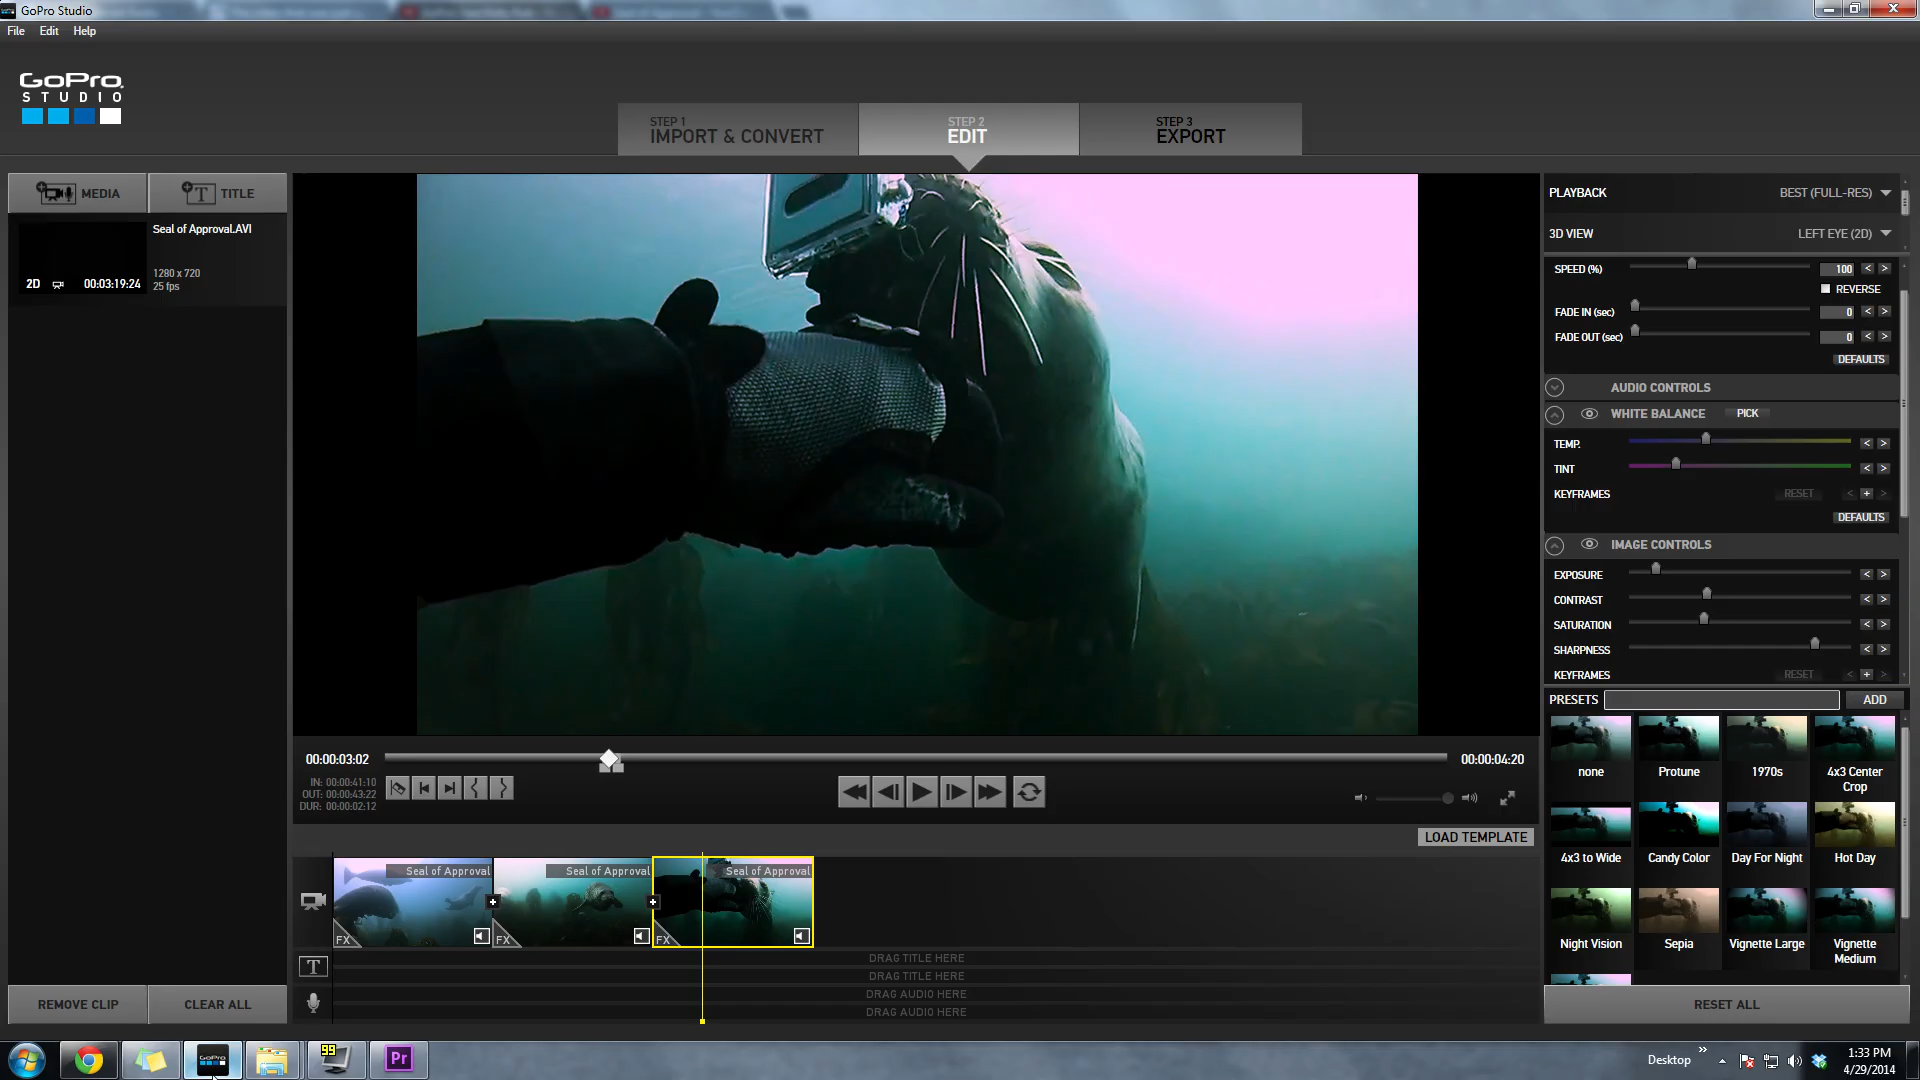 GoPro Studio
File Edit Help
GoPro
STUDIO
STEP 1
IMPORT & CONVERT
STEP 2
EDIT
STEP 3
EXPORT
MEDIA
TITLE
Seal of Approval.AVI
1280 x 720
25 fps
2D 00:03:19:24
PLAYBACK BEST (FULL-RES)
3D VIEW LEFT EYE (2D)
SPEED (%) 100 < >
REVERSE
FADE IN (sec) 0 < >
FADE OUT (sec) 0 < >
DEFAULTS
AUDIO CONTROLS
WHITE BALANCE PICK
TEMP. < >
TINT < >
KEYFRAMES RESET < + >
DEFAULTS
IMAGE CONTROLS
EXPOSURE < >
CONTRAST < >
SATURATION < >
SHARPNESS < >
KEYFRAMES RESET < + >
PRESETS ADD
none Protune 1970s 4x3 Center Crop
4x3 to Wide Candy Color Day For Night Hot Day
Night Vision Sepia Vignette Large Vignette Medium
RESET ALL
00:00:03:02
00:00:04:20
IN: 00:00:41:10
OUT: 00:00:43:22
DUR: 00:00:02:12
LOAD TEMPLATE
Seal of Approval Seal of Approval Seal of Approval
FX FX FX
T DRAG TITLE HERE
DRAG TITLE HERE
DRAG AUDIO HERE
DRAG AUDIO HERE
REMOVE CLIP CLEAR ALL
GoPro
99
Pr
Desktop »
1:33 PM
4/29/2014